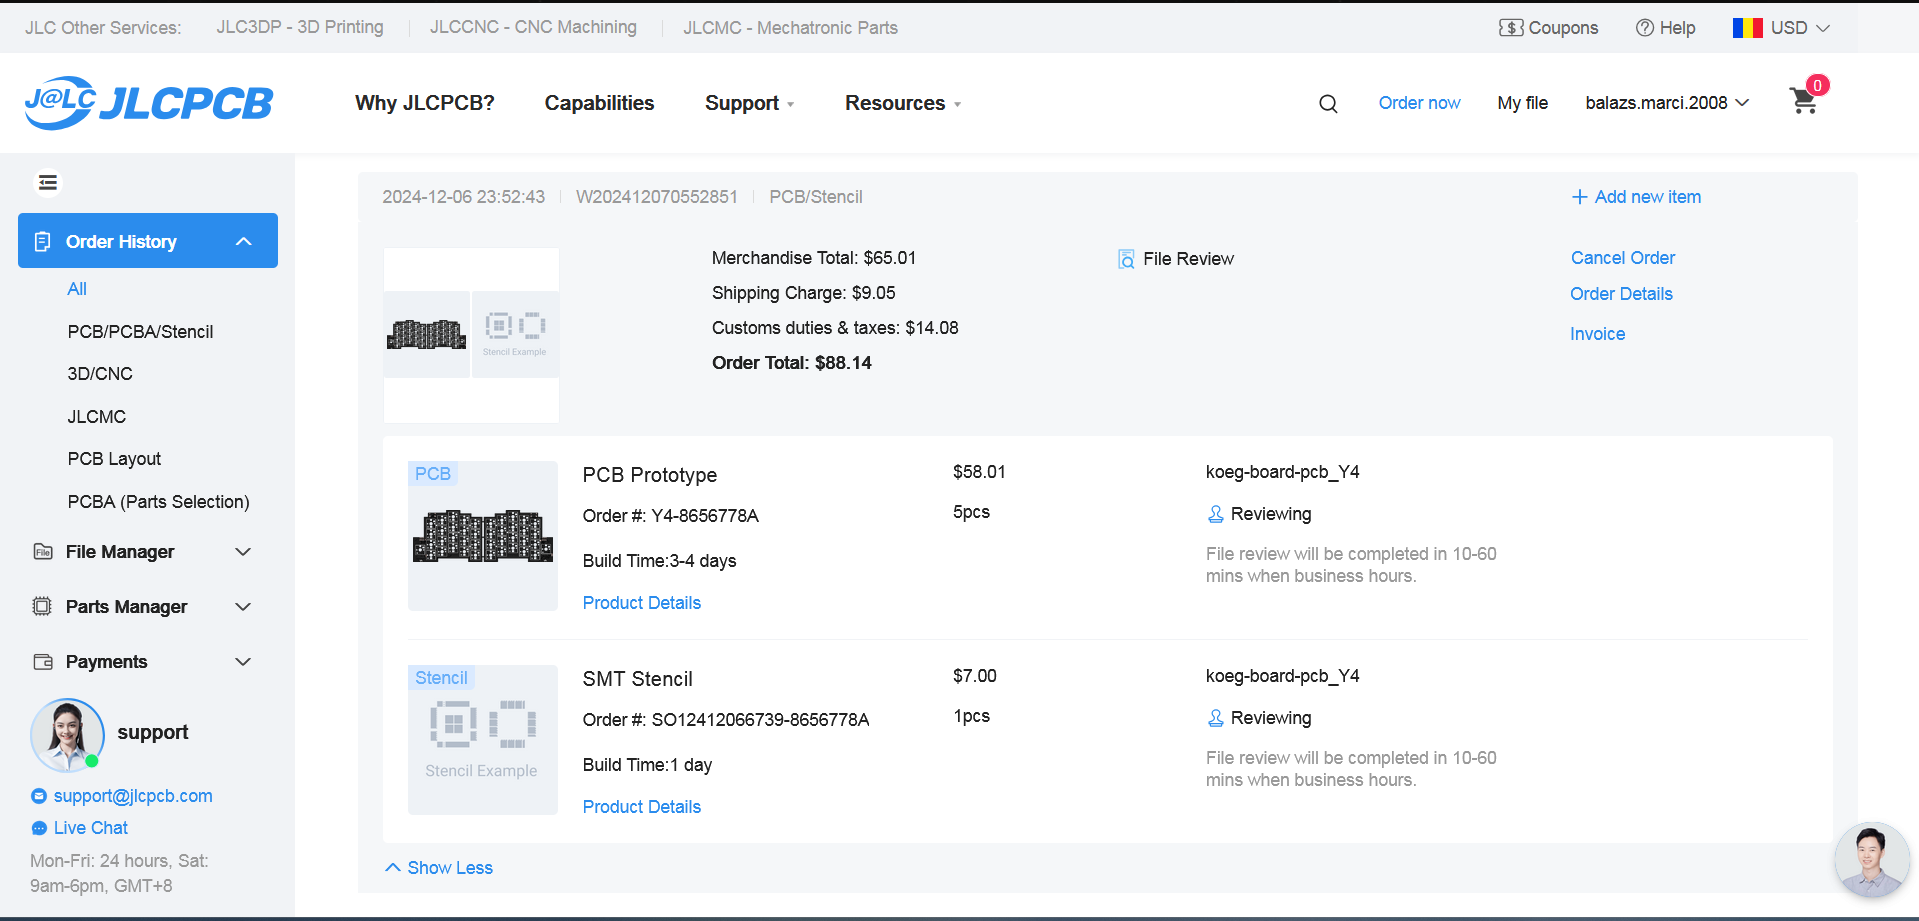 JLC Other Services: JLC3DP - 3D Printing JLCCNC - CNC Machining JLCMC - Mechatronic Parts Coupons Help USD
J@LC JLCPCB Why JLCPCB? Capabilities Support Resources Order now My file balazs.marci.2008 0
Order History
All
PCB/PCBA/Stencil
3D/CNC
JLCMC
PCB Layout
PCBA (Parts Selection)
File File Manager
Parts Manager
Payments
support
support@jlcpcb.com
Live Chat
Mon-Fri: 24 hours, Sat:
9am-6pm, GMT+8
2024-12-06 23:52:43 W202412070552851 PCB/Stencil + Add new item
Stencil Example
Merchandise Total: $65.01
Shipping Charge: $9.05
Customs duties & taxes: $14.08
Order Total: $88.14
File Review
Cancel Order
Order Details
Invoice
PCB
PCB Prototype
Order #: Y4-8656778A
Build Time:3-4 days
Product Details
$58.01
5pcs
koeg-board-pcb_Y4
Reviewing
File review will be completed in 10-60
mins when business hours.
Stencil
Stencil Example
SMT Stencil
Order #: SO12412066739-8656778A
Build Time:1 day
Product Details
$7.00
1pcs
koeg-board-pcb_Y4
Reviewing
File review will be completed in 10-60
mins when business hours.
Show Less